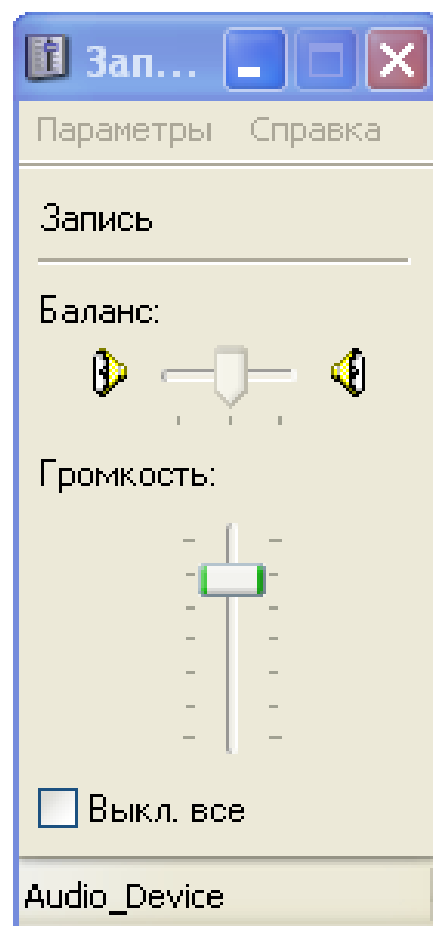 Зап...
Параметры Справка
Запись
Баланс:
Громкость:
Выкл. все
Audio_Device